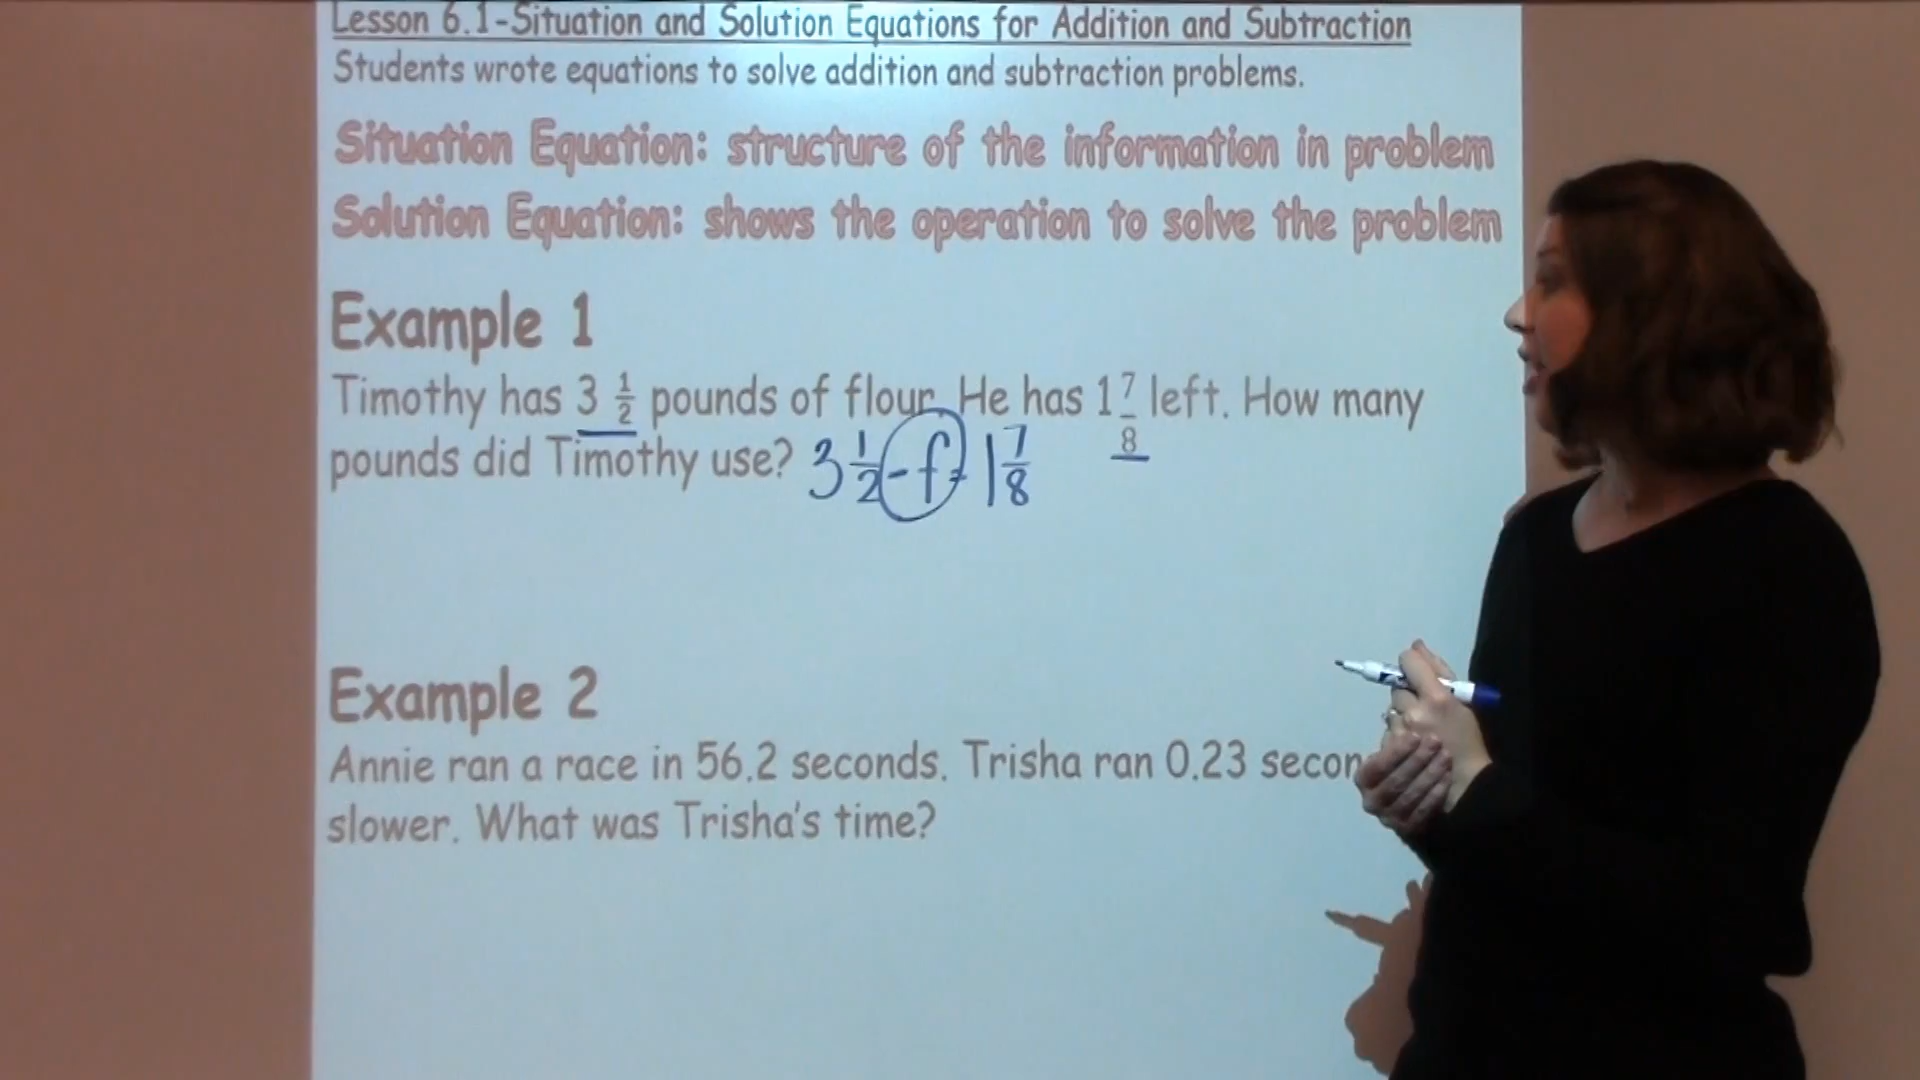 Lesson 6.1-Situation and Solution Equations for Addition and Subtraction
Students wrote equations to solve addition and subtraction problems.
Situation Equation: structure of the information in problem
Solution Equation: shows the operation to solve the problem
Example 1
Timothy has 3 1/2 pounds of flour. He has 1 7/8 left. How many
pounds did Timothy use? 3 1/2 - f = 1 7/8
Example 2
Annie ran a race in 56.2 seconds. Trisha ran 0.23
slower. What was Trisha's time?